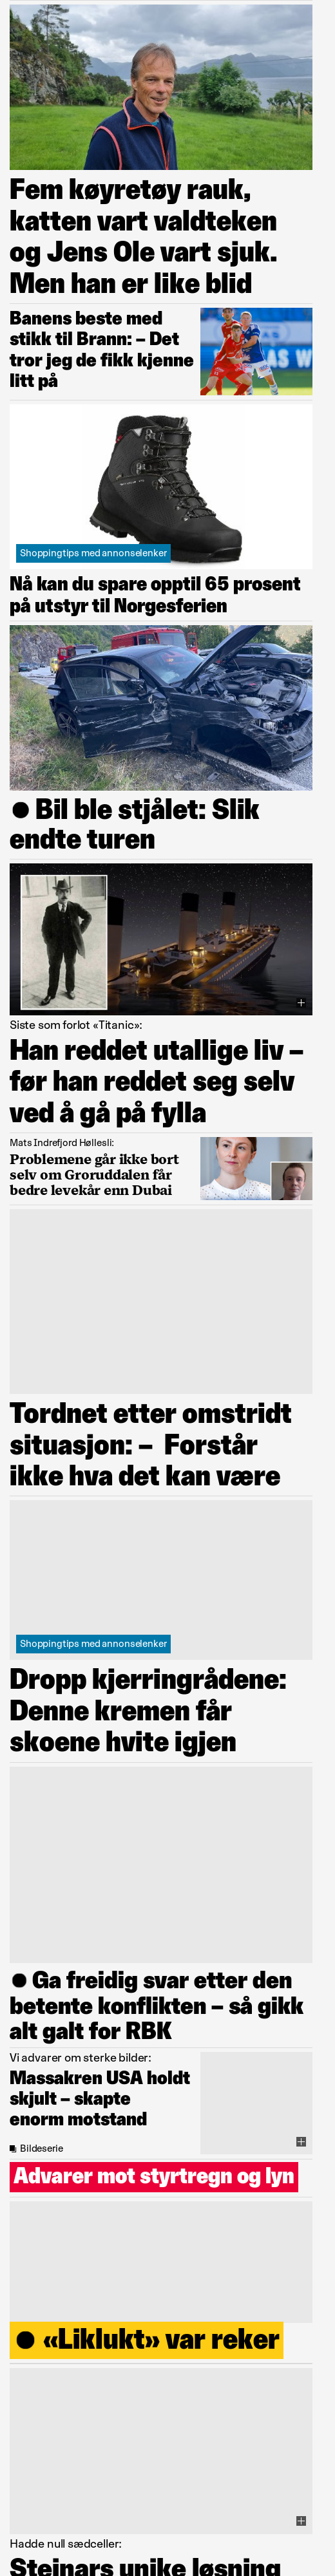 Fem køyretøy rauk,
katten vart valdteken
og Jens Ole vart sjuk.
Men han er like blid
Banens beste med
stikk til Brann: – Det
tror jeg de fikk kjenne
litt på
Shoppingtips med annonselenker
Nå kan du spare opptil 65 prosent
på utstyr til Norgesferien
● Bil ble stjålet: Slik
endte turen
Siste som forlot «Titanic»:
Han reddet utallige liv –
før han reddet seg selv
ved å gå på fylla
Mats Indrefjord Høllesli:
Problemene går ikke bort
selv om Groruddalen får
bedre levekår enn Dubai
Tordnet etter omstridt
situasjon: – Forstår
ikke hva det kan være
Shoppingtips med annonselenker
Dropp kjerringrådene:
Denne kremen får
skoene hvite igjen
● Ga freidig svar etter den
betente konflikten – så gikk
alt galt for RBK
Vi advarer om sterke bilder:
Massakren USA holdt
skjult – skapte
enorm motstand
Bildeserie
Advarer mot styrtregn og lyn
● «Liklukt» var reker
Hadde null sædceller:
Steinars unike løsning